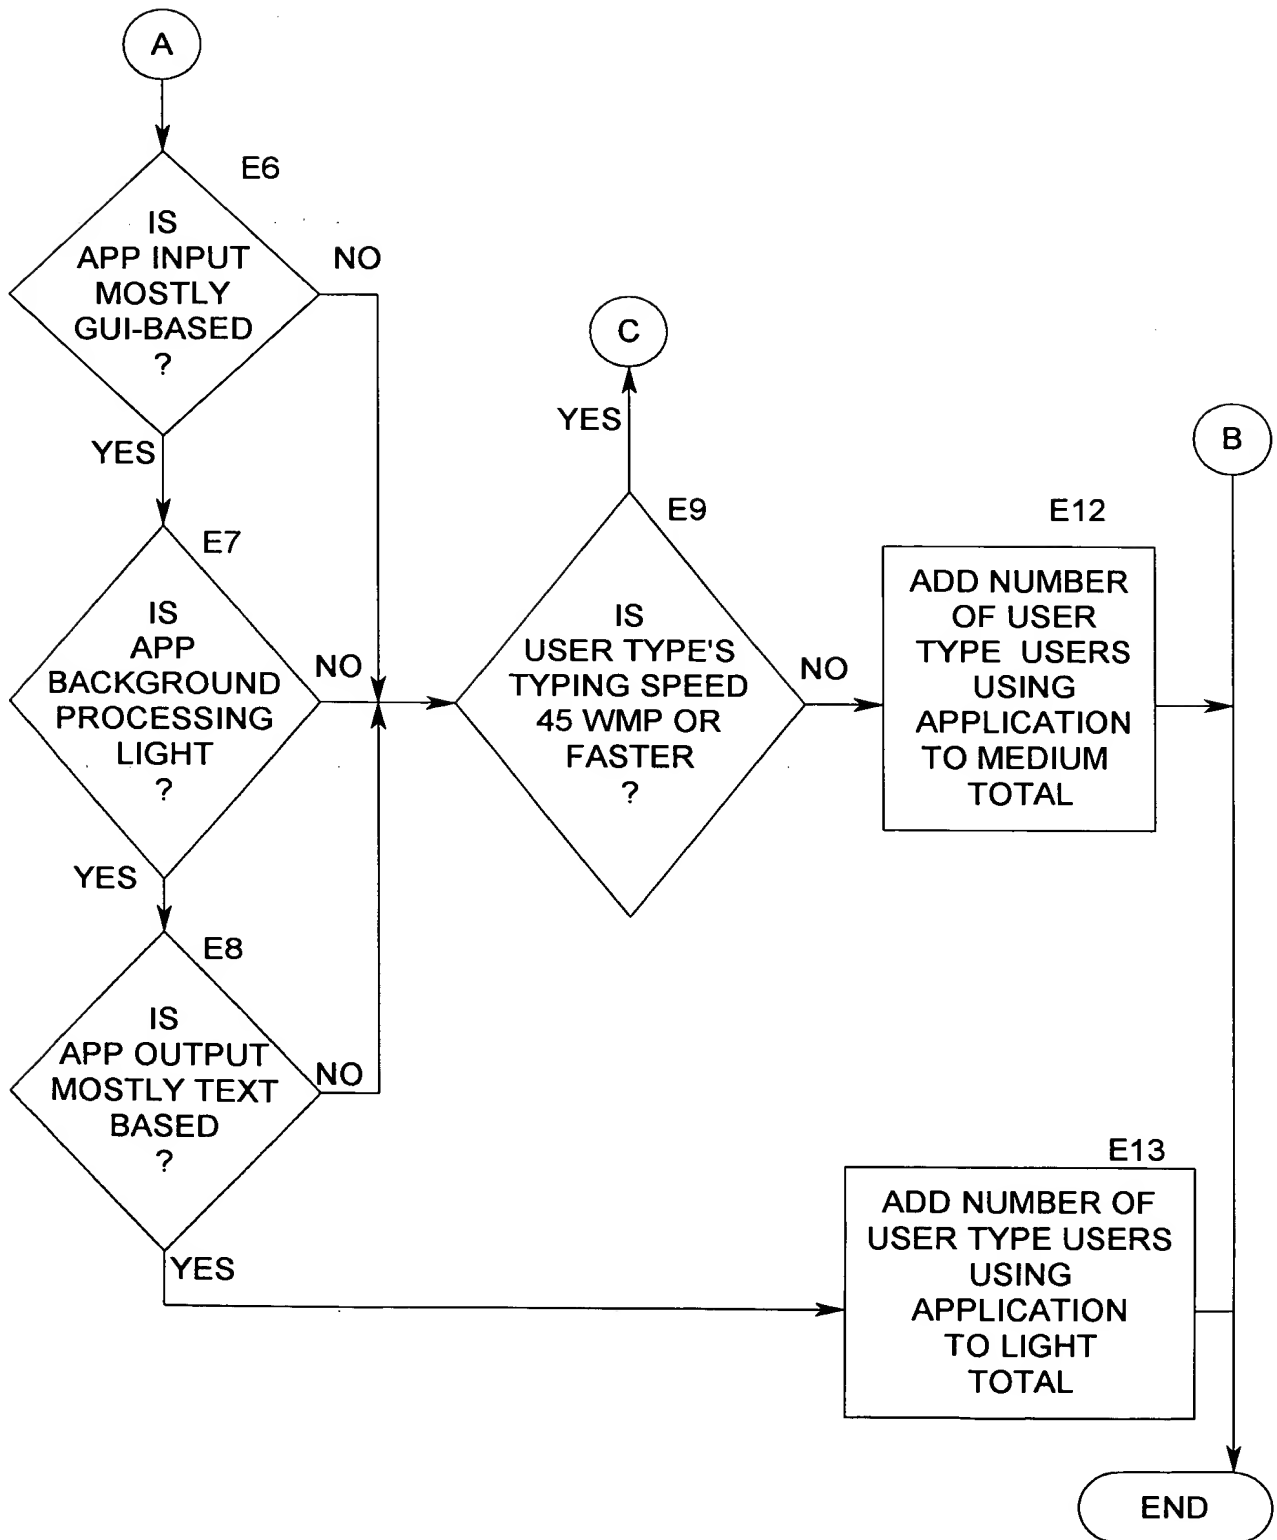 A
E6
IS
APP INPUT
MOSTLY
GUI-BASED
?
NO
YES
C
YES
B
E7
IS
APP
BACKGROUND
PROCESSING
LIGHT
?
NO
YES
E9
IS
USER TYPE'S
TYPING SPEED
45 WMP OR
FASTER
?
NO
E12
ADD NUMBER
OF USER
TYPE USERS
USING
APPLICATION
TO MEDIUM
TOTAL
E8
IS
APP OUTPUT
MOSTLY TEXT
BASED
?
NO
YES
E13
ADD NUMBER OF
USER TYPE USERS
USING
APPLICATION
TO LIGHT
TOTAL
END